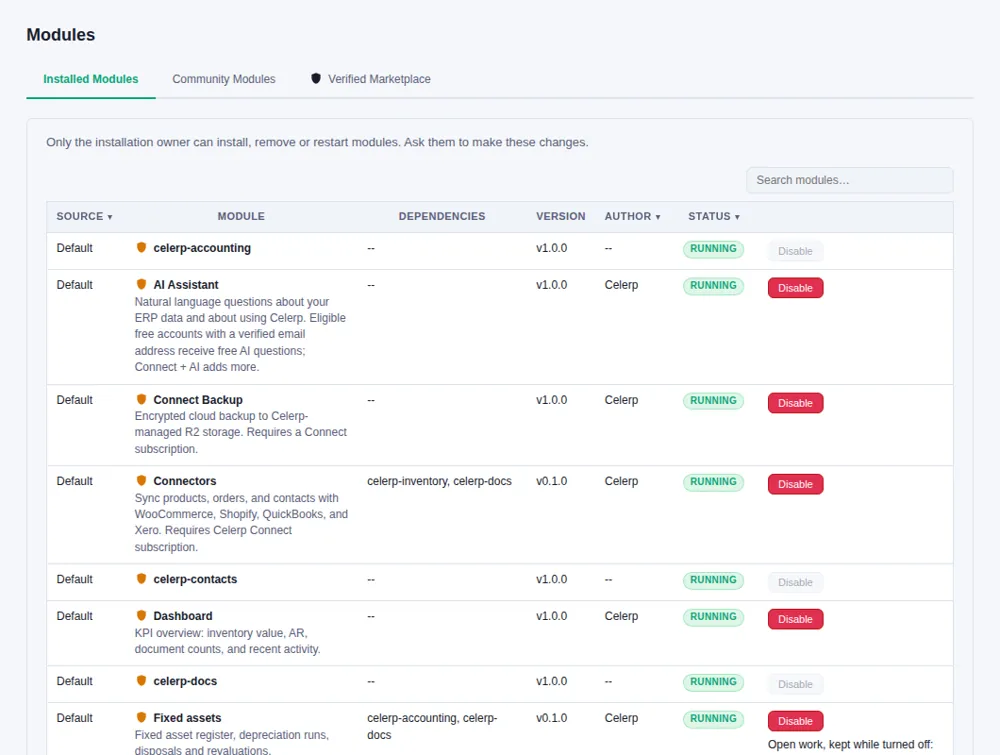 Modules
Installed Modules Community Modules Verified Marketplace
Only the installation owner can install, remove or restart modules. Ask them to make these changes.
Search modules…
SOURCE ▾ MODULE DEPENDENCIES VERSION AUTHOR ▾ STATUS ▾
Default celerp-accounting -- v1.0.0 -- RUNNING Disable
Default AI Assistant -- v1.0.0 Celerp RUNNING Disable
Natural language questions about your
ERP data and about using Celerp. Eligible
free accounts with a verified email
address receive free AI questions;
Connect + AI adds more.
Default Connect Backup -- v1.0.0 Celerp RUNNING Disable
Encrypted cloud backup to Celerp-
managed R2 storage. Requires a Connect
subscription.
Default Connectors celerp-inventory, celerp-docs v0.1.0 Celerp RUNNING Disable
Sync products, orders, and contacts with
WooCommerce, Shopify, QuickBooks, and
Xero. Requires Celerp Connect
subscription.
Default celerp-contacts -- v1.0.0 -- RUNNING Disable
Default Dashboard -- v1.0.0 Celerp RUNNING Disable
KPI overview: inventory value, AR,
document counts, and recent activity.
Default celerp-docs -- v1.0.0 -- RUNNING Disable
Default Fixed assets celerp-accounting, celerp- v0.1.0 Celerp RUNNING Disable
Fixed asset register, depreciation runs, docs
disposals and revaluations. Open work, kept while turned off: